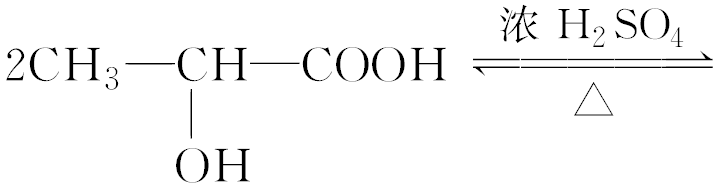 浓 H₂SO₄
2CH₃—CH—COOH ⇌
△
OH